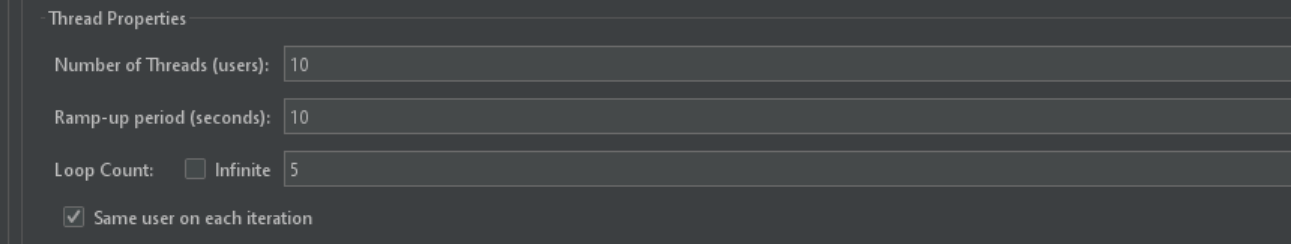 Thread Properties
Number of Threads (users): 10
Ramp-up period (seconds): 10
Loop Count: Infinite 5
Same user on each iteration